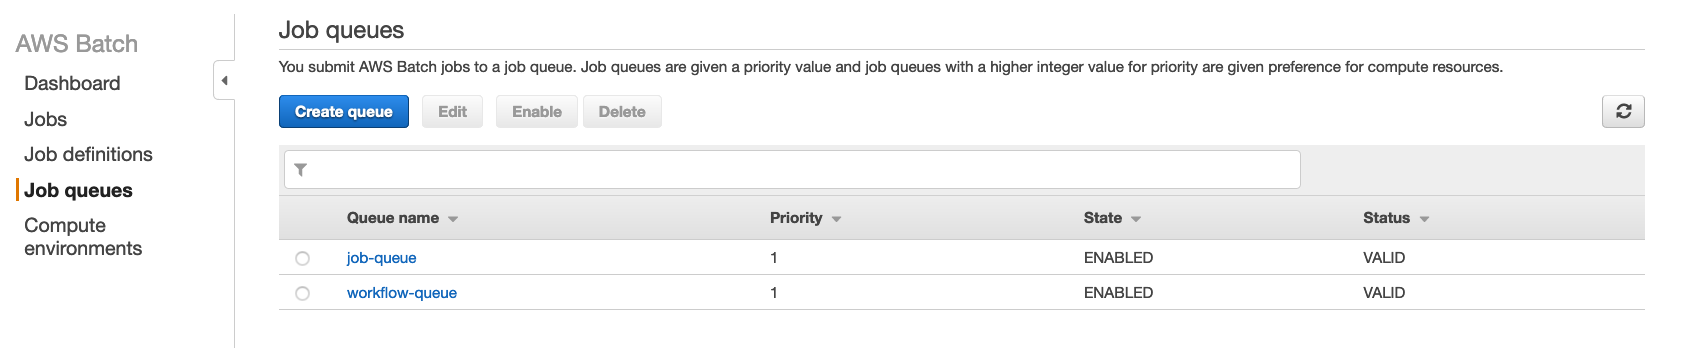 AWS Batch
Dashboard
Jobs
Job definitions
Job queues
Compute
environments
Job queues
You submit AWS Batch jobs to a job queue. Job queues are given a priority value and job queues with a higher integer value for priority are given preference for compute resources.
Create queue Edit Enable Delete
Queue name Priority State Status
job-queue 1 ENABLED VALID
workflow-queue 1 ENABLED VALID